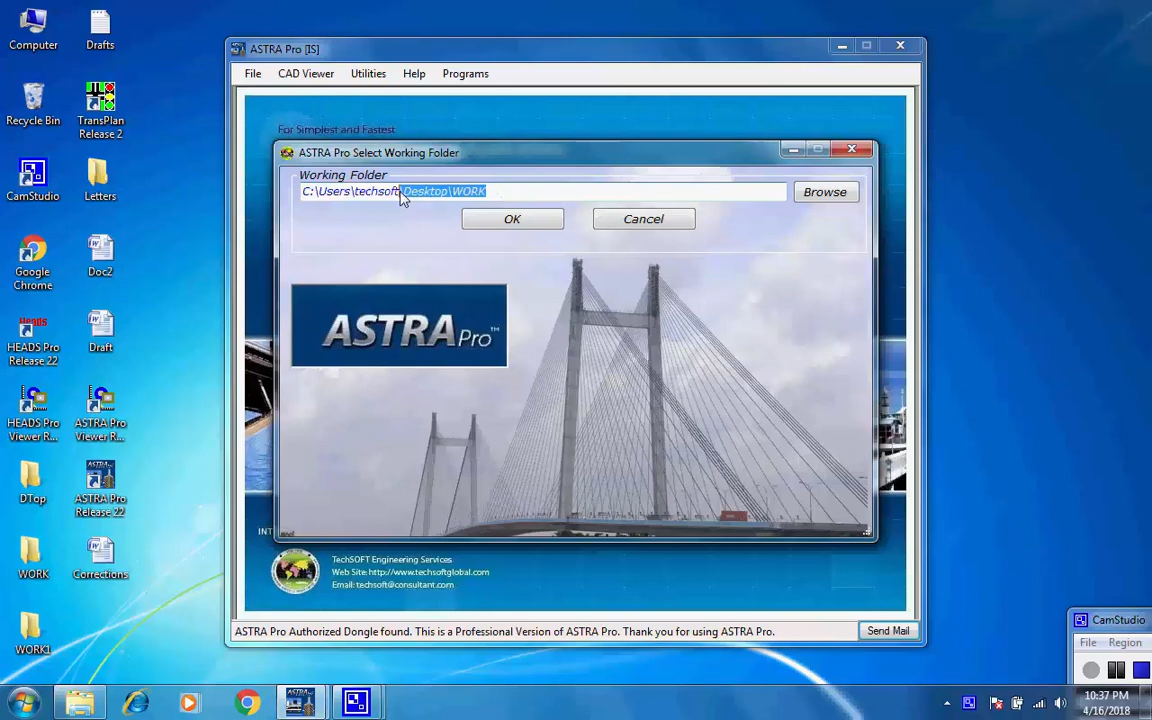 Computer
Drafts
Recycle Bin
TransPlan
Release 2
CamStudio
Letters
Google
Chrome
Doc2
HEADS Pro
Release 22
Draft
HEADS Pro
Viewer R...
ASTRA Pro
Viewer R...
DTop
ASTRA Pro
Release 22
WORK
Corrections
WORK1
ASTRA Pro [IS]
File CAD Viewer Utilities Help Programs
For Simplest and Fastest
ASTRA Pro Select Working Folder
Working Folder
C:\Users\techsoft\Desktop\WORK
Browse
OK
Cancel
ASTRA Pro™
TechSOFT Engineering Services
Web Site: http://www.techsoftglobal.com
Email: techsoft@consultant.com
ASTRA Pro Authorized Dongle found. This is a Professional Version of ASTRA Pro. Thank you for using ASTRA Pro.
Send Mail
CamStudio
File Region
10:37 PM
4/16/2018